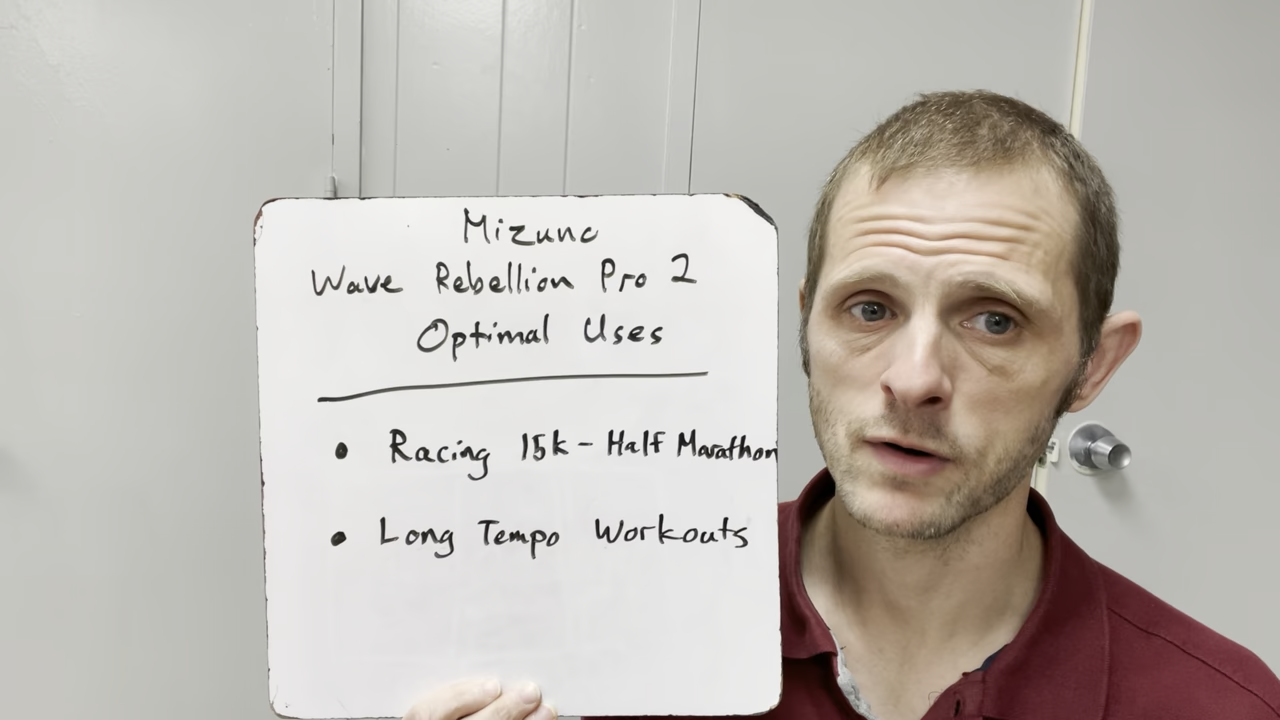 Mizuno
Wave Rebellion Pro 2
Optimal Uses
• Racing 15k - Half Marathon
• Long Tempo Workouts